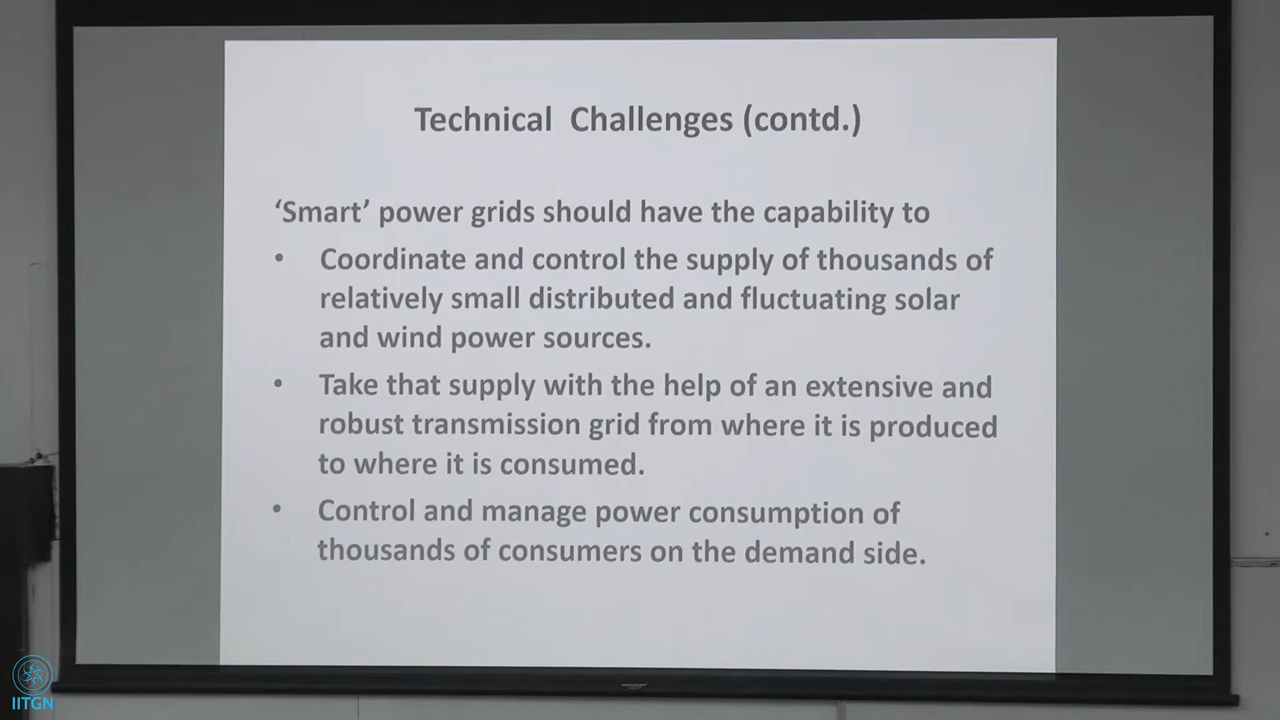 Technical Challenges (contd.)
‘Smart’ power grids should have the capability to
• Coordinate and control the supply of thousands of
relatively small distributed and fluctuating solar
and wind power sources.
• Take that supply with the help of an extensive and
robust transmission grid from where it is produced
to where it is consumed.
• Control and manage power consumption of
thousands of consumers on the demand side.
IITGN